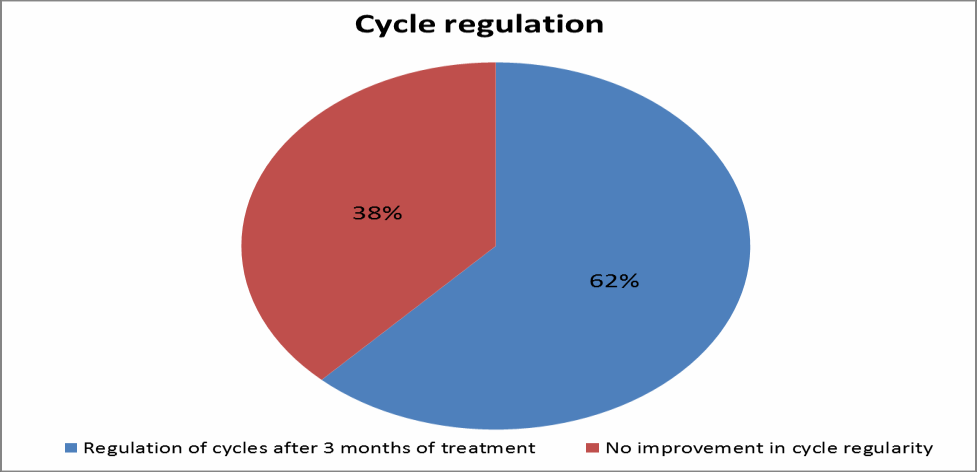 Cycle regulation
38%
62%
Regulation of cycles after 3 months of treatment
No improvement in cycle regularity